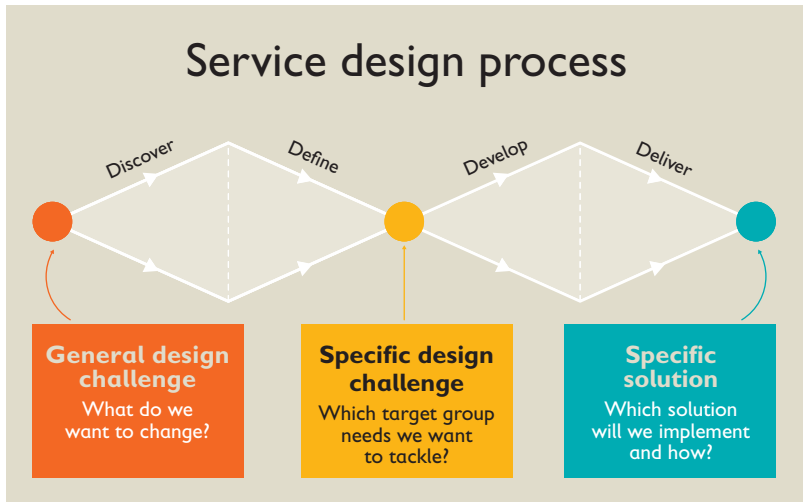 Service design process
Discover
Define
Develop
Deliver
General design
challenge
What do we
want to change?
Specific design
challenge
Which target group
needs we want
to tackle?
Specific
solution
Which solution
will we implement
and how?